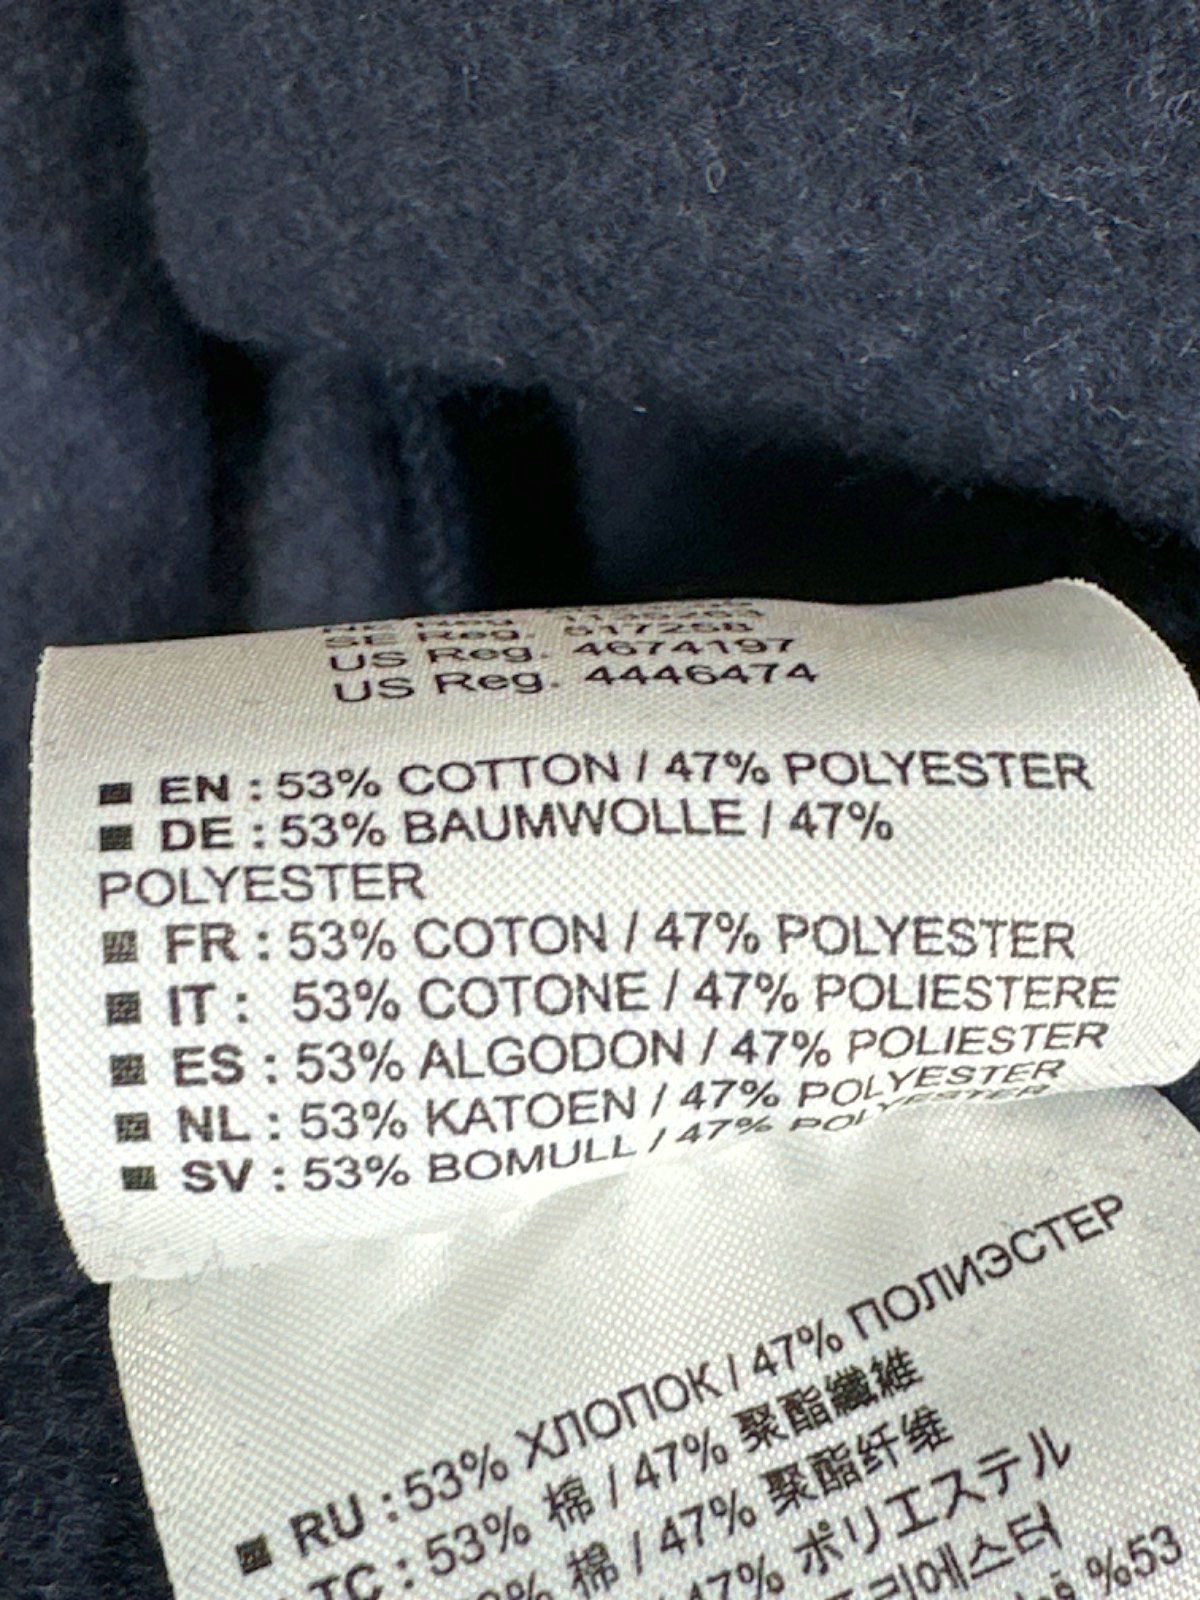 SE Reg. 517258
US Reg. 4674197
US Reg. 4446474
EN : 53% COTTON / 47% POLYESTER
DE : 53% BAUMWOLLE / 47%
POLYESTER
FR : 53% COTON / 47% POLYESTER
IT : 53% COTONE / 47% POLIESTERE
ES : 53% ALGODON / 47% POLIESTER
NL : 53% KATOEN / 47% POLYESTER
SV : 53% BOMULL / 47% POLYESTER
RU : 53% ХЛОПОК / 47% ПОЛИЭСТЕР
TC : 53% 棉 / 47% 聚酯纖維
棉 / 47% 聚酯纤维
47% ポリエステル
%53